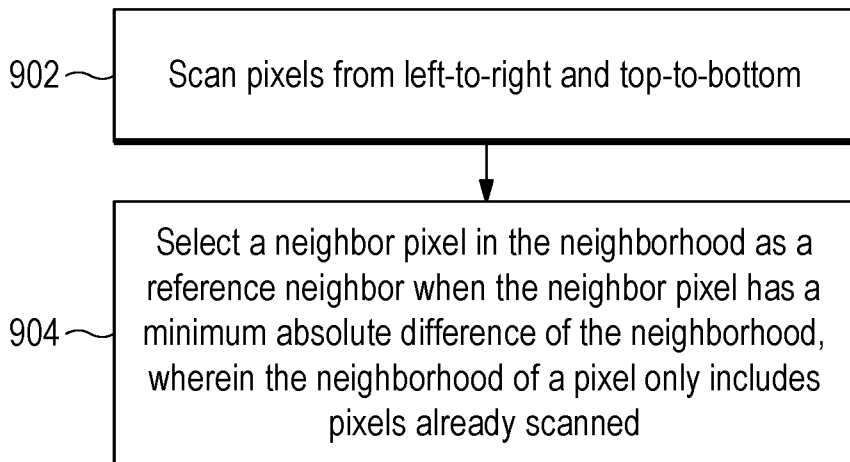 902
Scan pixels from left-to-right and top-to-bottom
Select a neighbor pixel in the neighborhood as a
reference neighbor when the neighbor pixel has a
904
minimum absolute difference of the neighborhood,
wherein the neighborhood of a pixel only includes
pixels already scanned